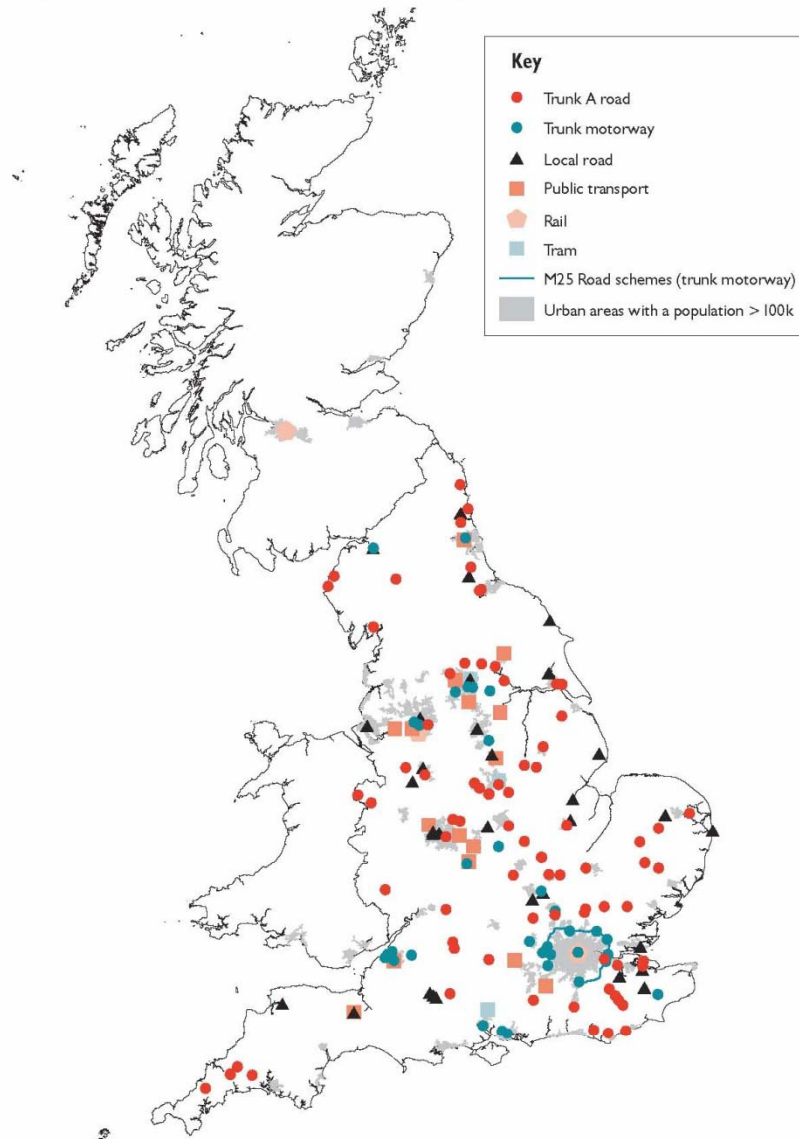 Key
Trunk A road
Trunk motorway
Local road
Public transport
Rail
Tram
M25 Road schemes (trunk motorway)
Urban areas with a population > 100k